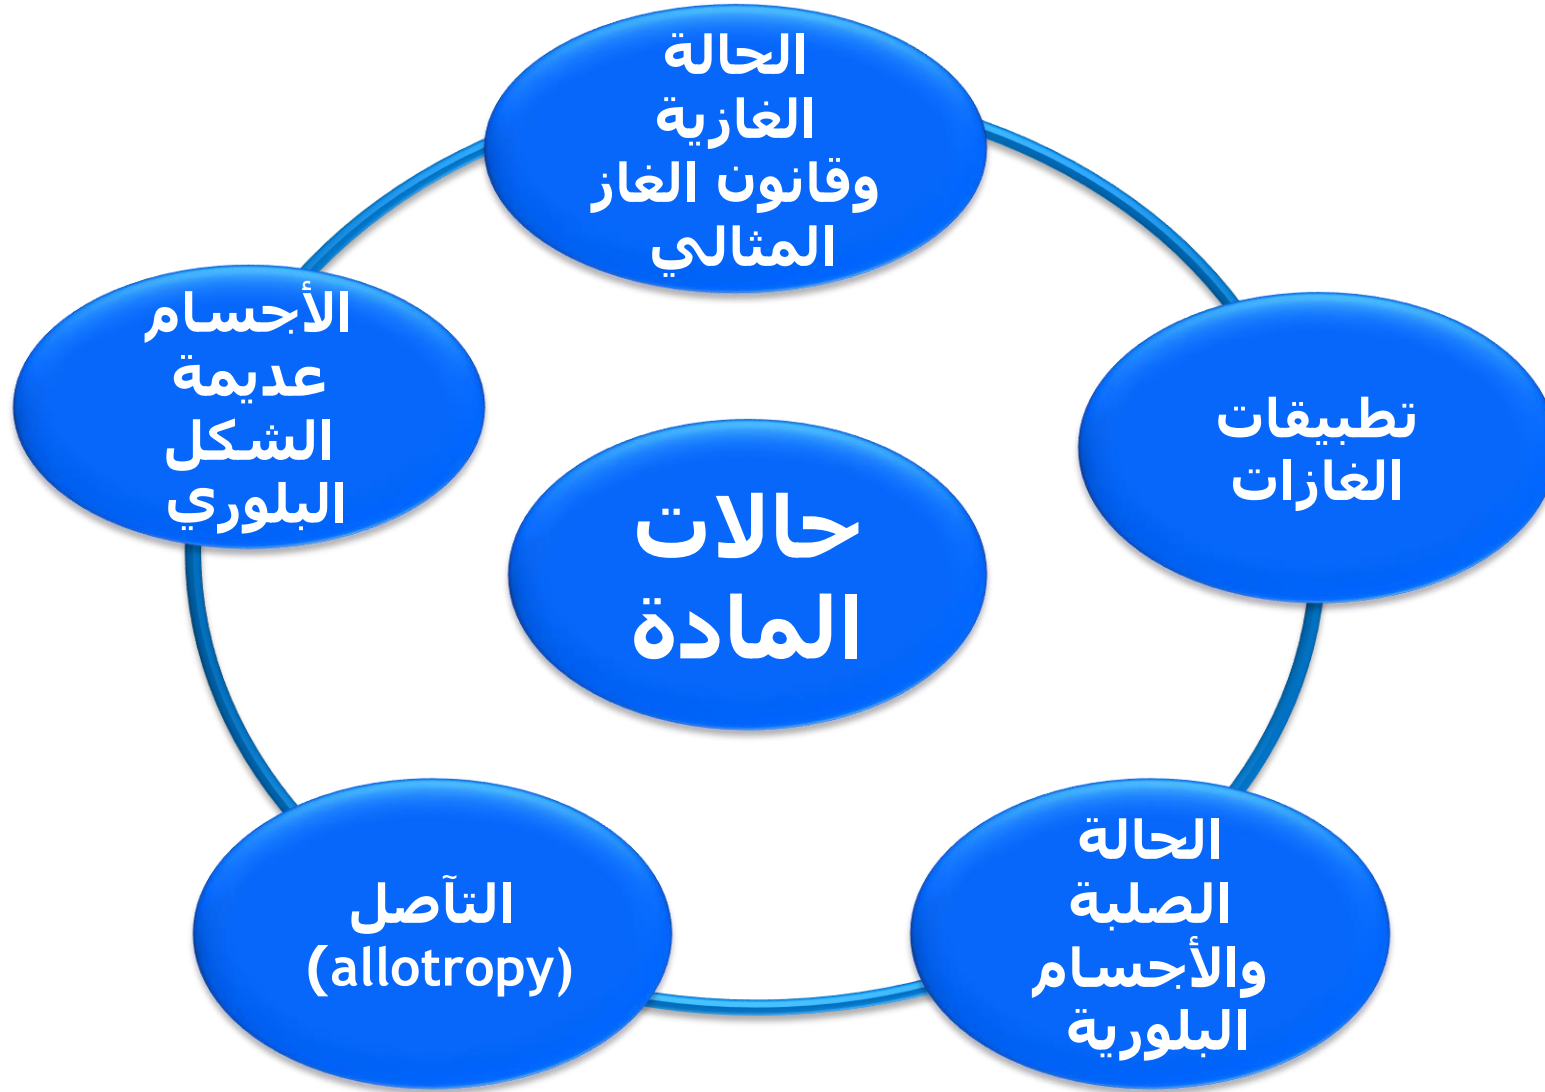 الحالة
الغازية
وقانون الغاز
المثالي
تطبيقات
الغازات
الحالة
الصلبة
والأجسام
البلورية
التآصل
(allotropy)
الأجسام
عديمة
الشكل
البلوري
حالات
المادة